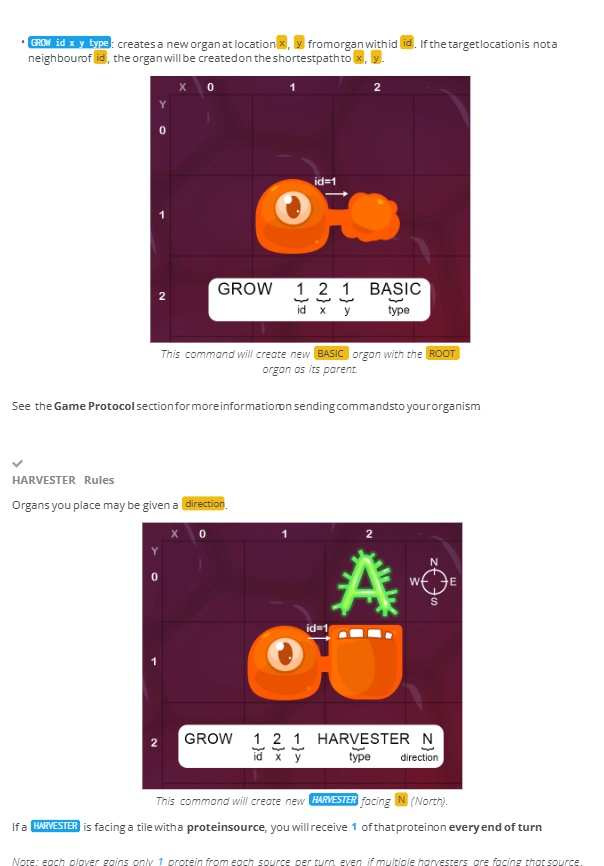 • GROW id x y type: creates a new organ at location x, y from organ with id id. If the target location is not a
neighbour of id, the organ will be created on the shortest path to x, y.
X 0 1 2
Y
0
id=1
1
2
GROW 1 2 1 BASIC
id x y type
This command will create new BASIC organ with the ROOT
organ as its parent.
See the Game Protocol section for more information on sending commands to your organism
HARVESTER Rules
Organs you place may be given a direction.
X 0 1 2
Y
N
0
A
W E
S
id=1
1
2
GROW 1 2 1 HARVESTER N
id x y type direction
This command will create new HARVESTER facing N (North).
If a HARVESTER is facing a tile with a protein source, you will receive 1 of that protein on every end of turn
Note: each player gains only 1 protein from each source per turn, even if multiple harvesters are facing that source.